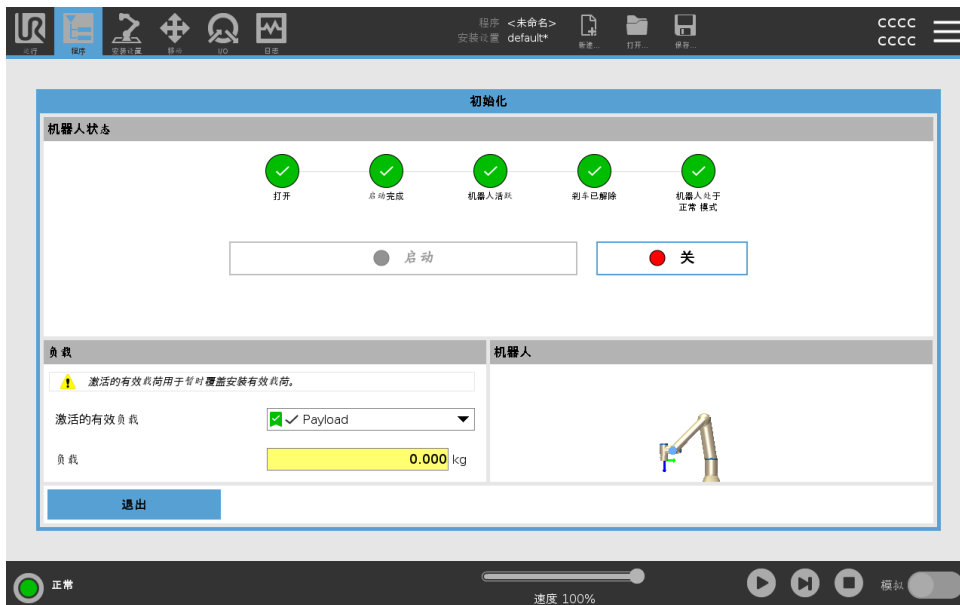 程序 <未命名>
安装设置 default*
cccc
cccc
运行 程序 安装设置 移动 I/O 日志 新建... 打开... 保存...
初始化
机器人状态
打开 启动完成 机器人活跃 刹车已解除 机器人处于
正常 模式
启动 关
负载 机器人
激活的有效载荷用于暂时覆盖安装有效载荷。
激活的有效负载 Payload
负载 0.000 kg
退出
正常
速度 100%
模拟